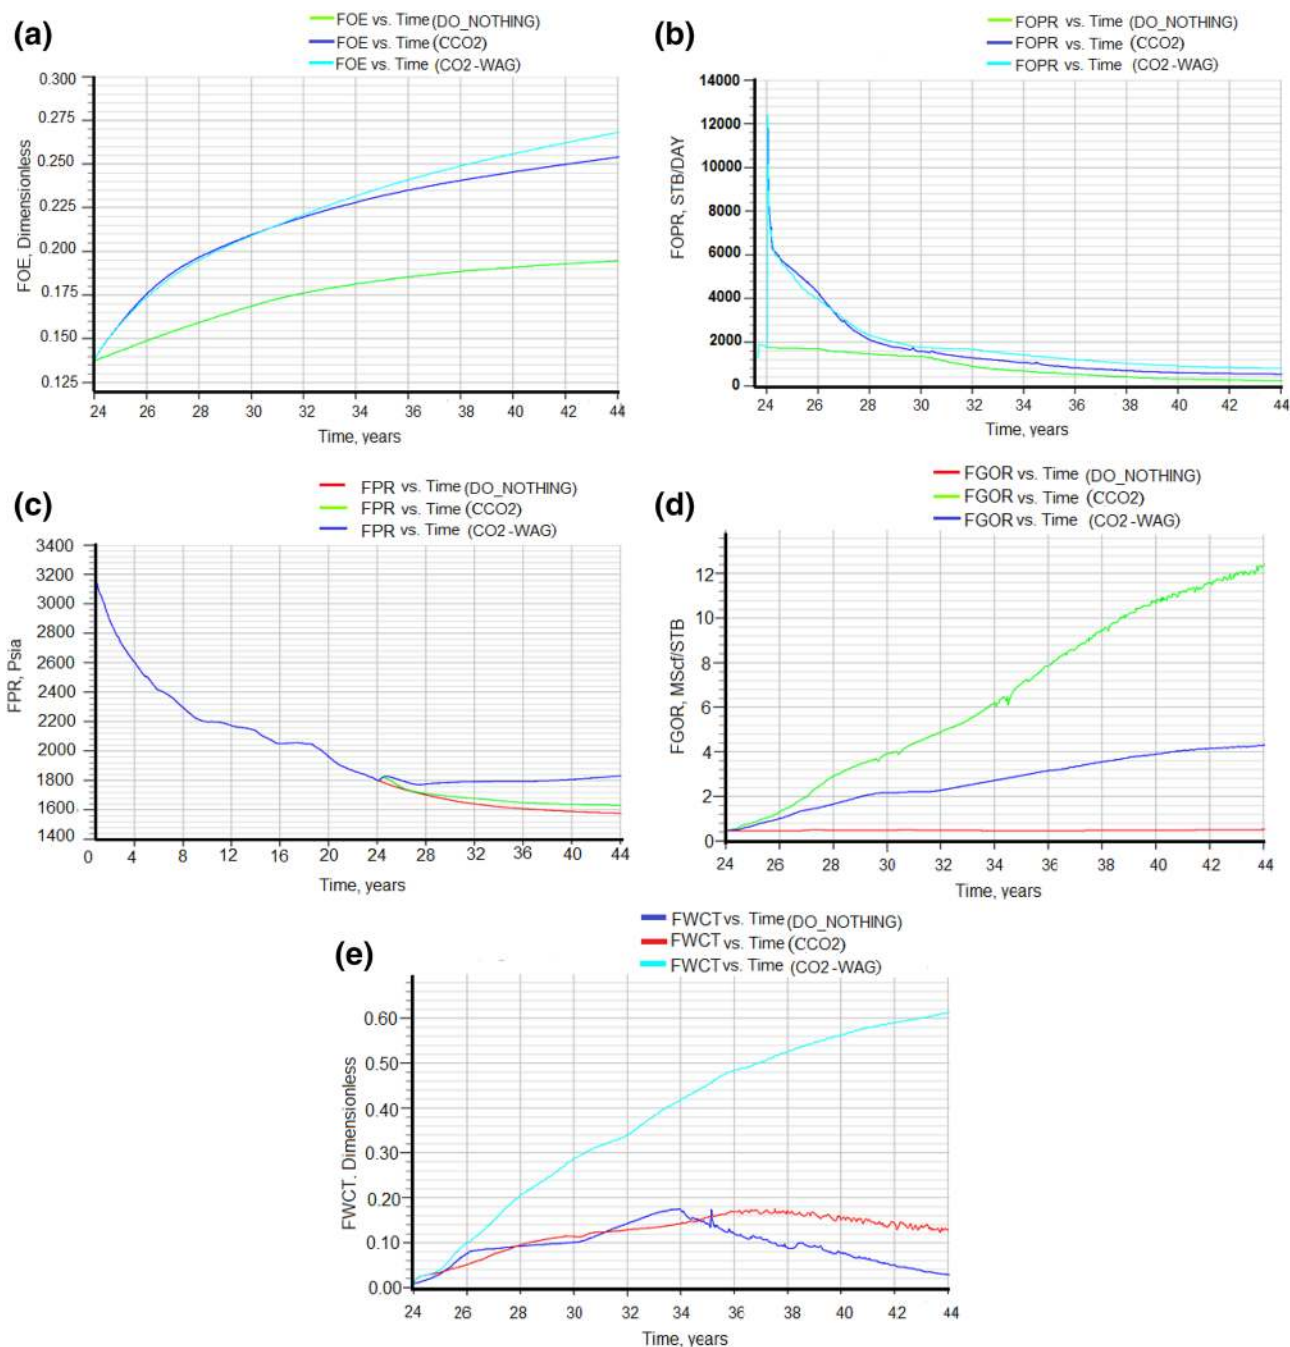 (a)
FOE vs. Time (DO_NOTHING)
FOE vs. Time (CCO2)
FOE vs. Time (CO2-WAG)
0.300
0.275
0.250
0.225
0.200
0.175
0.150
0.125
FOE, Dimensionless
24 26 28 30 32 34 36 38 40 42 44
Time, years
(b)
FOPR vs. Time (DO_NOTHING)
FOPR vs. Time (CCO2)
FOPR vs. Time (CO2-WAG)
14000
12000
10000
8000
6000
4000
2000
0
FOPR, STB/DAY
24 26 28 30 32 34 36 38 40 42 44
Time, years
(c)
FPR vs. Time (DO_NOTHING)
FPR vs. Time (CCO2)
FPR vs. Time (CO2-WAG)
3400
3200
3000
2800
2600
2400
2200
2000
1800
1600
1400
FPR, Psia
0 4 8 12 16 20 24 28 32 36 40 44
Time, years
(d)
FGOR vs. Time (DO_NOTHING)
FGOR vs. Time (CCO2)
FGOR vs. Time (CO2-WAG)
12
10
8
6
4
2
0
FGOR, MScf/STB
24 26 28 30 32 34 36 38 40 42 44
Time, years
(e)
FWCT vs. Time (DO_NOTHING)
FWCT vs. Time (CCO2)
FWCT vs. Time (CO2-WAG)
0.60
0.50
0.40
0.30
0.20
0.10
0.00
FWCT. Dimensionless
24 26 28 30 32 34 36 38 40 42 44
Time, years